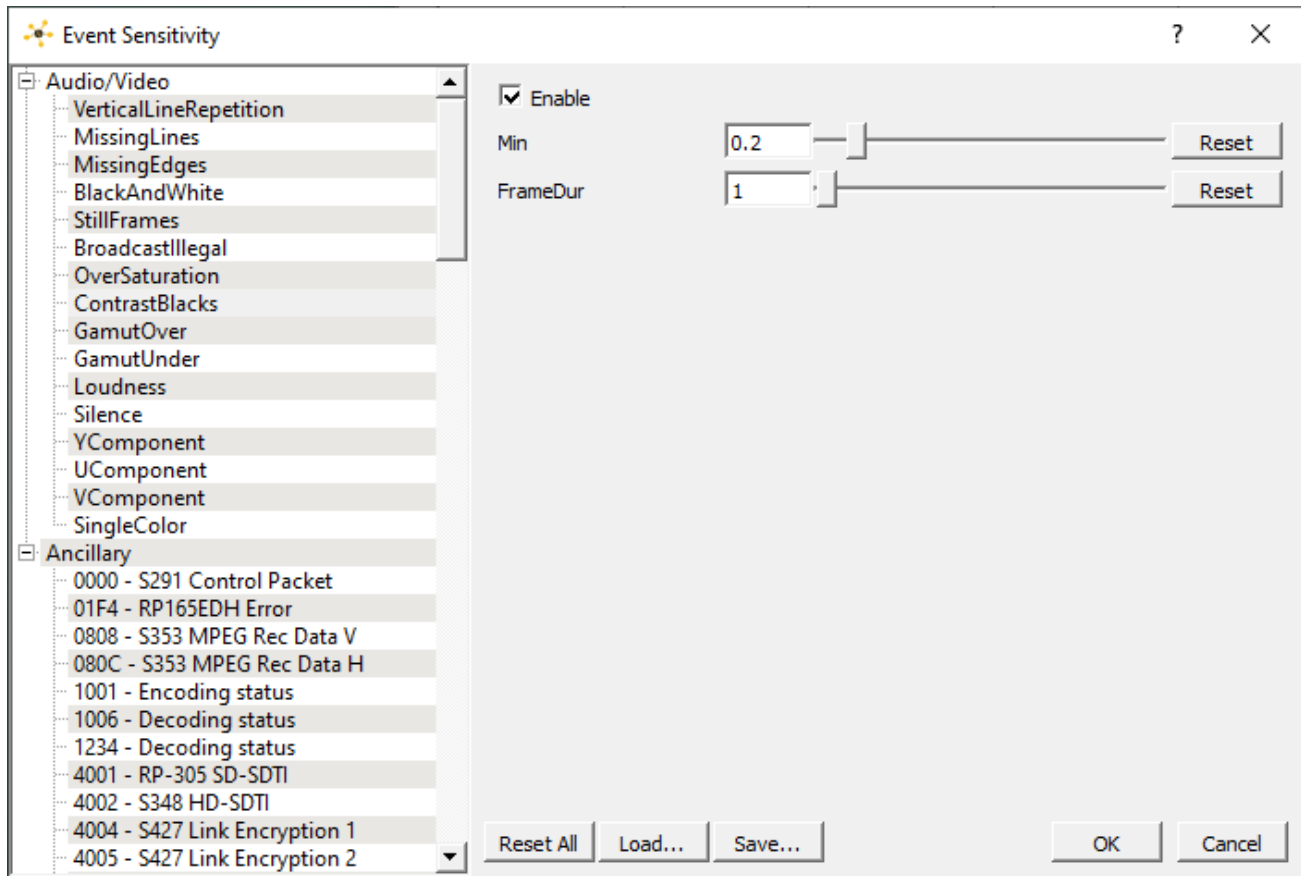 Event Sensitivity
?
Audio/Video
VerticalLineRepetition
MissingLines
MissingEdges
BlackAndWhite
StillFrames
BroadcastIllegal
OverSaturation
ContrastBlacks
GamutOver
GamutUnder
Loudness
Silence
YComponent
UComponent
VComponent
SingleColor
Ancillary
0000 - S291 Control Packet
01F4 - RP165EDH Error
0808 - S353 MPEG Rec Data V
080C - S353 MPEG Rec Data H
1001 - Encoding status
1006 - Decoding status
1234 - Decoding status
4001 - RP-305 SD-SDTI
4002 - S348 HD-SDTI
4004 - S427 Link Encryption 1
4005 - S427 Link Encryption 2
Enable
Min 0.2 Reset
FrameDur 1 Reset
Reset All Load... Save... OK Cancel